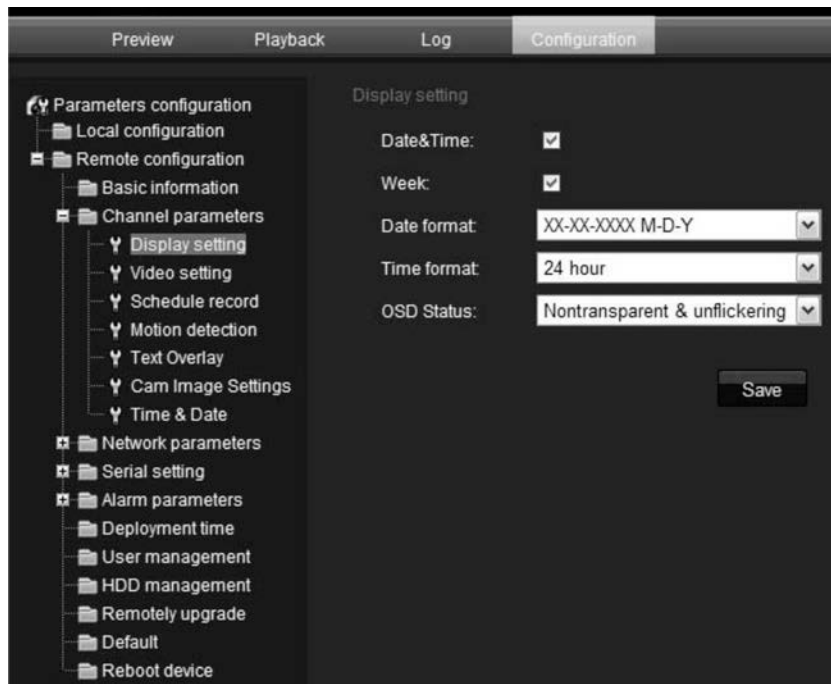 Preview Playback Log Configuration
Parameters configuration
Local configuration
Remote configuration
Basic information
Channel parameters
Display setting
Video setting
Schedule record
Motion detection
Text Overlay
Cam Image Settings
Time & Date
Network parameters
Serial setting
Alarm parameters
Deployment time
User management
HDD management
Remotely upgrade
Default
Reboot device
Display setting
Date&Time:
Week:
Date format: XX-XX-XXXX M-D-Y
Time format: 24 hour
OSD Status: Nontransparent & unflickering
Save